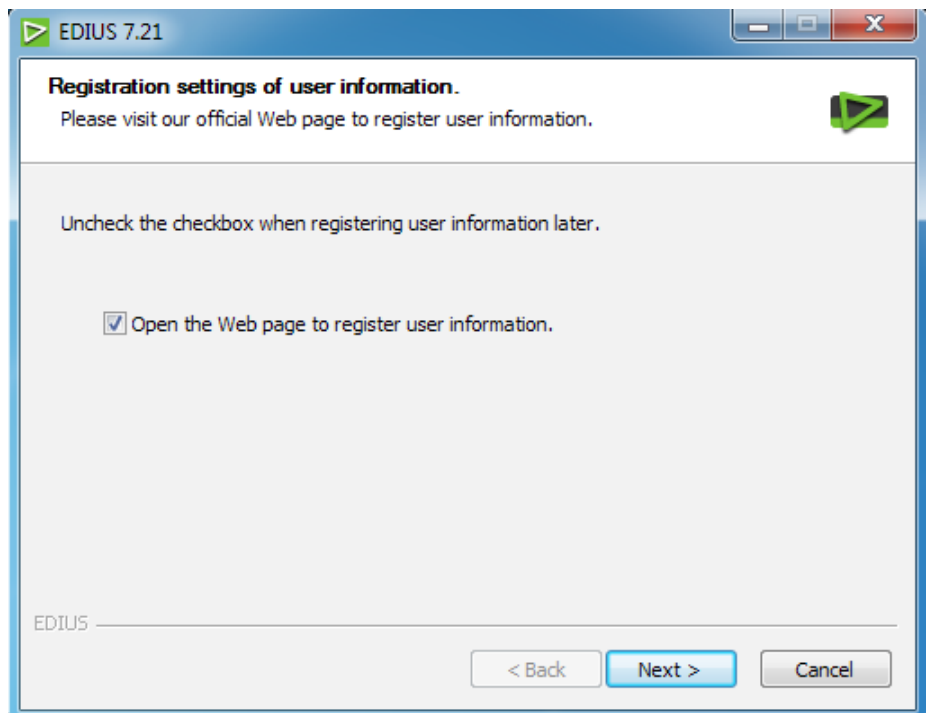 EDIUS 7.21
Registration settings of user information.
Please visit our official Web page to register user information.
Uncheck the checkbox when registering user information later.
Open the Web page to register user information.
EDIUS
< Back Next > Cancel